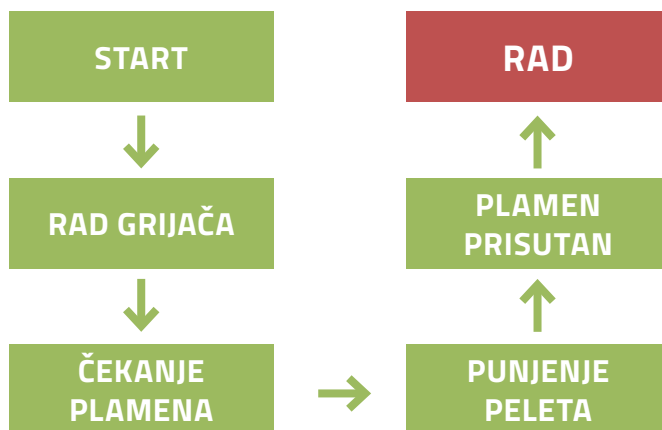 START
RAD GRIJAČA
ČEKANJE
PLAMENA
PUNJENJE
PELETA
PLAMEN
PRISUTAN
RAD